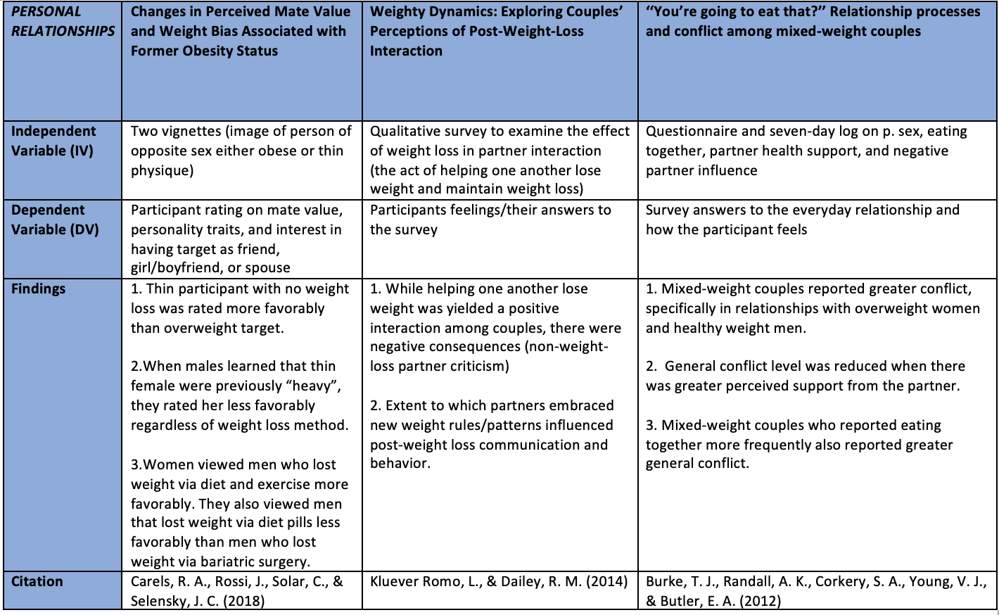 PERSONAL
RELATIONSHIPS
Changes in Perceived Mate Value
and Weight Bias Associated with
Former Obesity Status
Weighty Dynamics: Exploring Couples’
Perceptions of Post-Weight-Loss
Interaction
“You’re going to eat that?” Relationship processes
and conflict among mixed-weight couples
Independent
Variable (IV)
Two vignettes (image of person of
opposite sex either obese or thin
physique)
Qualitative survey to examine the effect
of weight loss in partner interaction
(the act of helping one another lose
weight and maintain weight loss)
Questionnaire and seven-day log on p. sex, eating
together, partner health support, and negative
partner influence
Dependent
Variable (DV)
Participant rating on mate value,
personality traits, and interest in
having target as friend,
girl/boyfriend, or spouse
Participants feelings/their answers to
the survey
Survey answers to the everyday relationship and
how the participant feels
Findings
1. Thin participant with no weight
loss was rated more favorably
than overweight target.
2.When males learned that thin
female were previously “heavy”,
they rated her less favorably
regardless of weight loss method.
3.Women viewed men who lost
weight via diet and exercise more
favorably. They also viewed men
that lost weight via diet pills less
favorably than men who lost
weight via bariatric surgery.
1. While helping one another lose
weight was yielded a positive
interaction among couples, there were
negative consequences (non-weight-
loss partner criticism)
2. Extent to which partners embraced
new weight rules/patterns influenced
post-weight loss communication and
behavior.
1. Mixed-weight couples reported greater conflict,
specifically in relationships with overweight women
and healthy weight men.
2.  General conflict level was reduced when there
was greater perceived support from the partner.
3. Mixed-weight couples who reported eating
together more frequently also reported greater
general conflict.
Citation
Carels, R. A., Rossi, J., Solar, C., &
Selensky, J. C. (2018)
Kluever Romo, L., & Dailey, R. M. (2014)
Burke, T. J., Randall, A. K., Corkery, S. A., Young, V. J.,
& Butler, E. A. (2012)